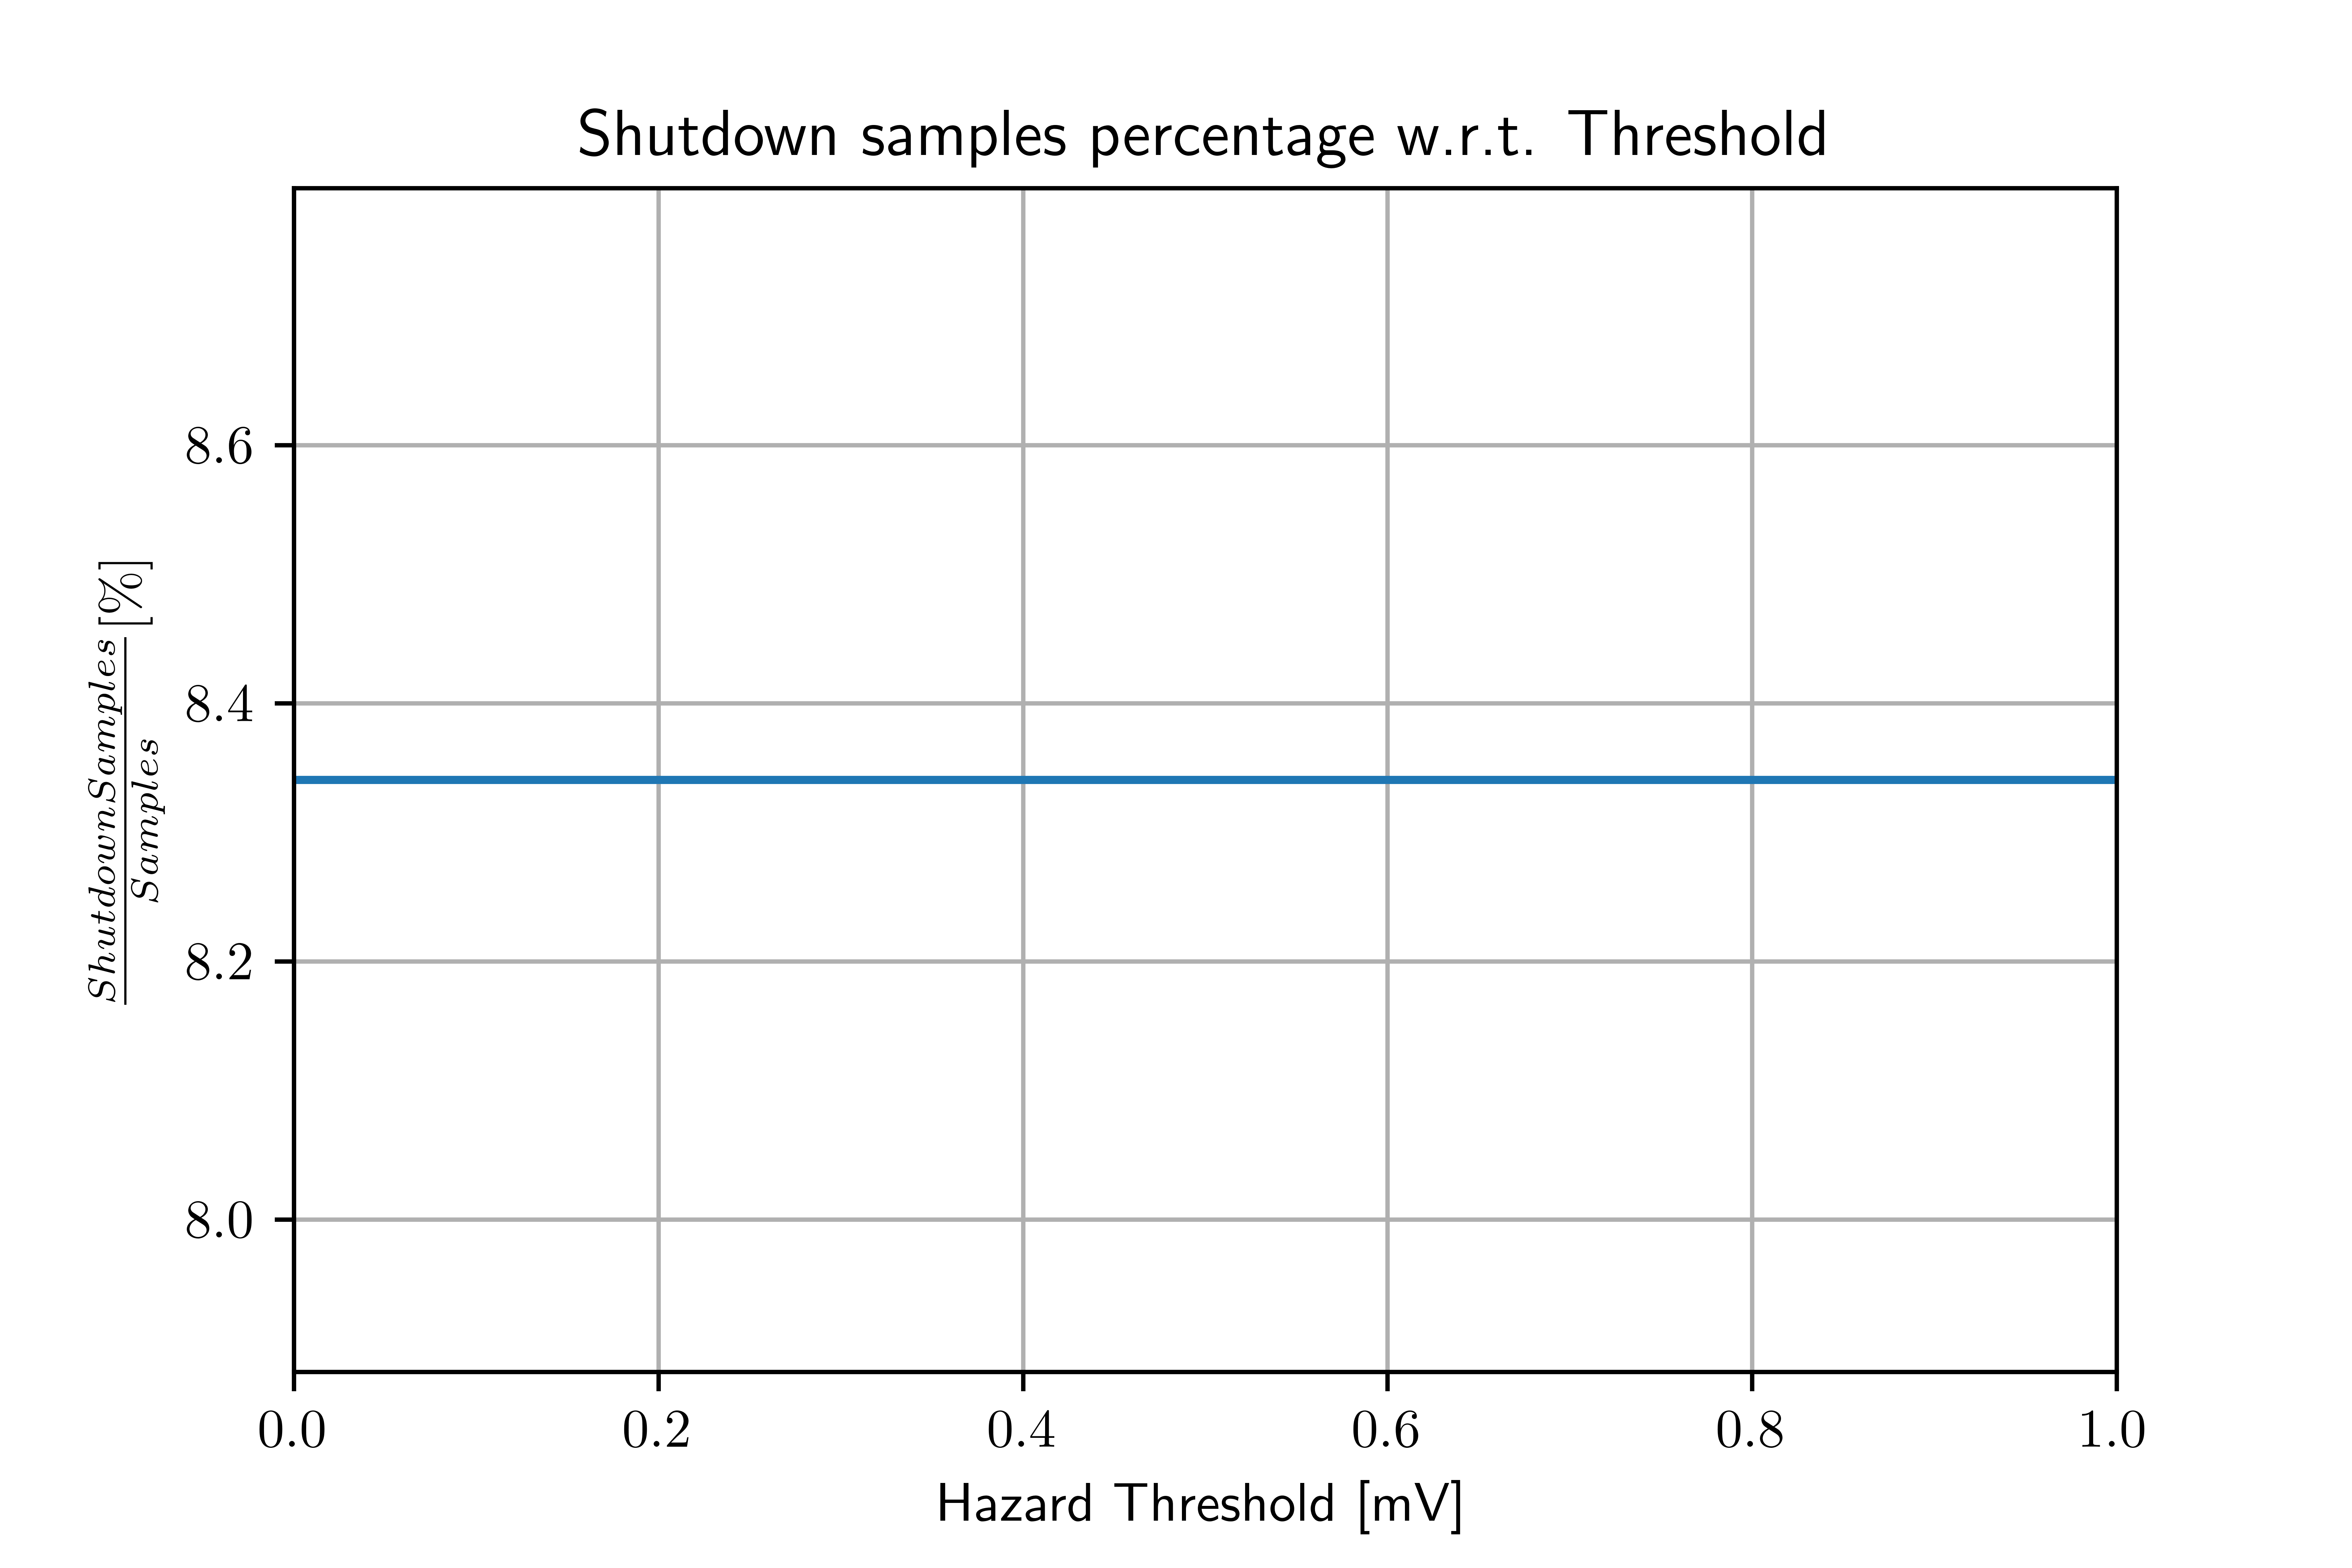 Shutdown samples percentage w.r.t. Threshold
ShutdownSamples
Samples
[%]
8.6
8.4
8.2
8.0
0.0 0.2 0.4 0.6 0.8 1.0
Hazard Threshold [mV]